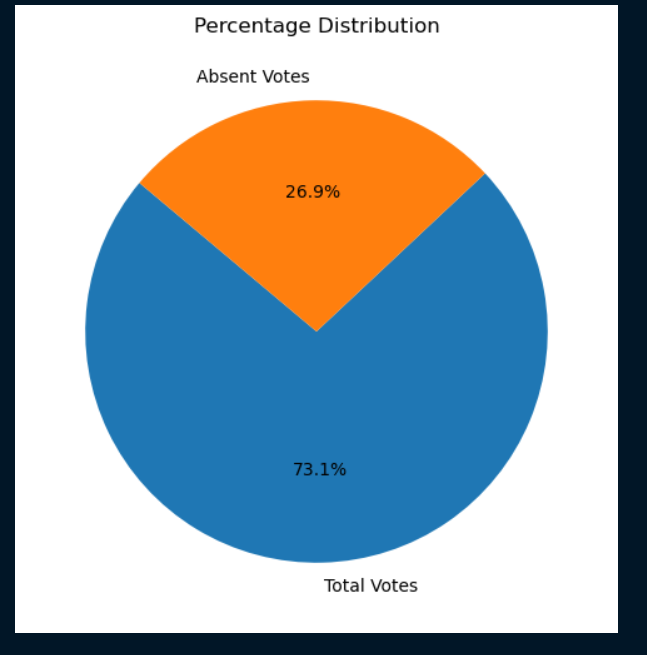 Percentage Distribution
Absent Votes
26.9%
73.1%
Total Votes